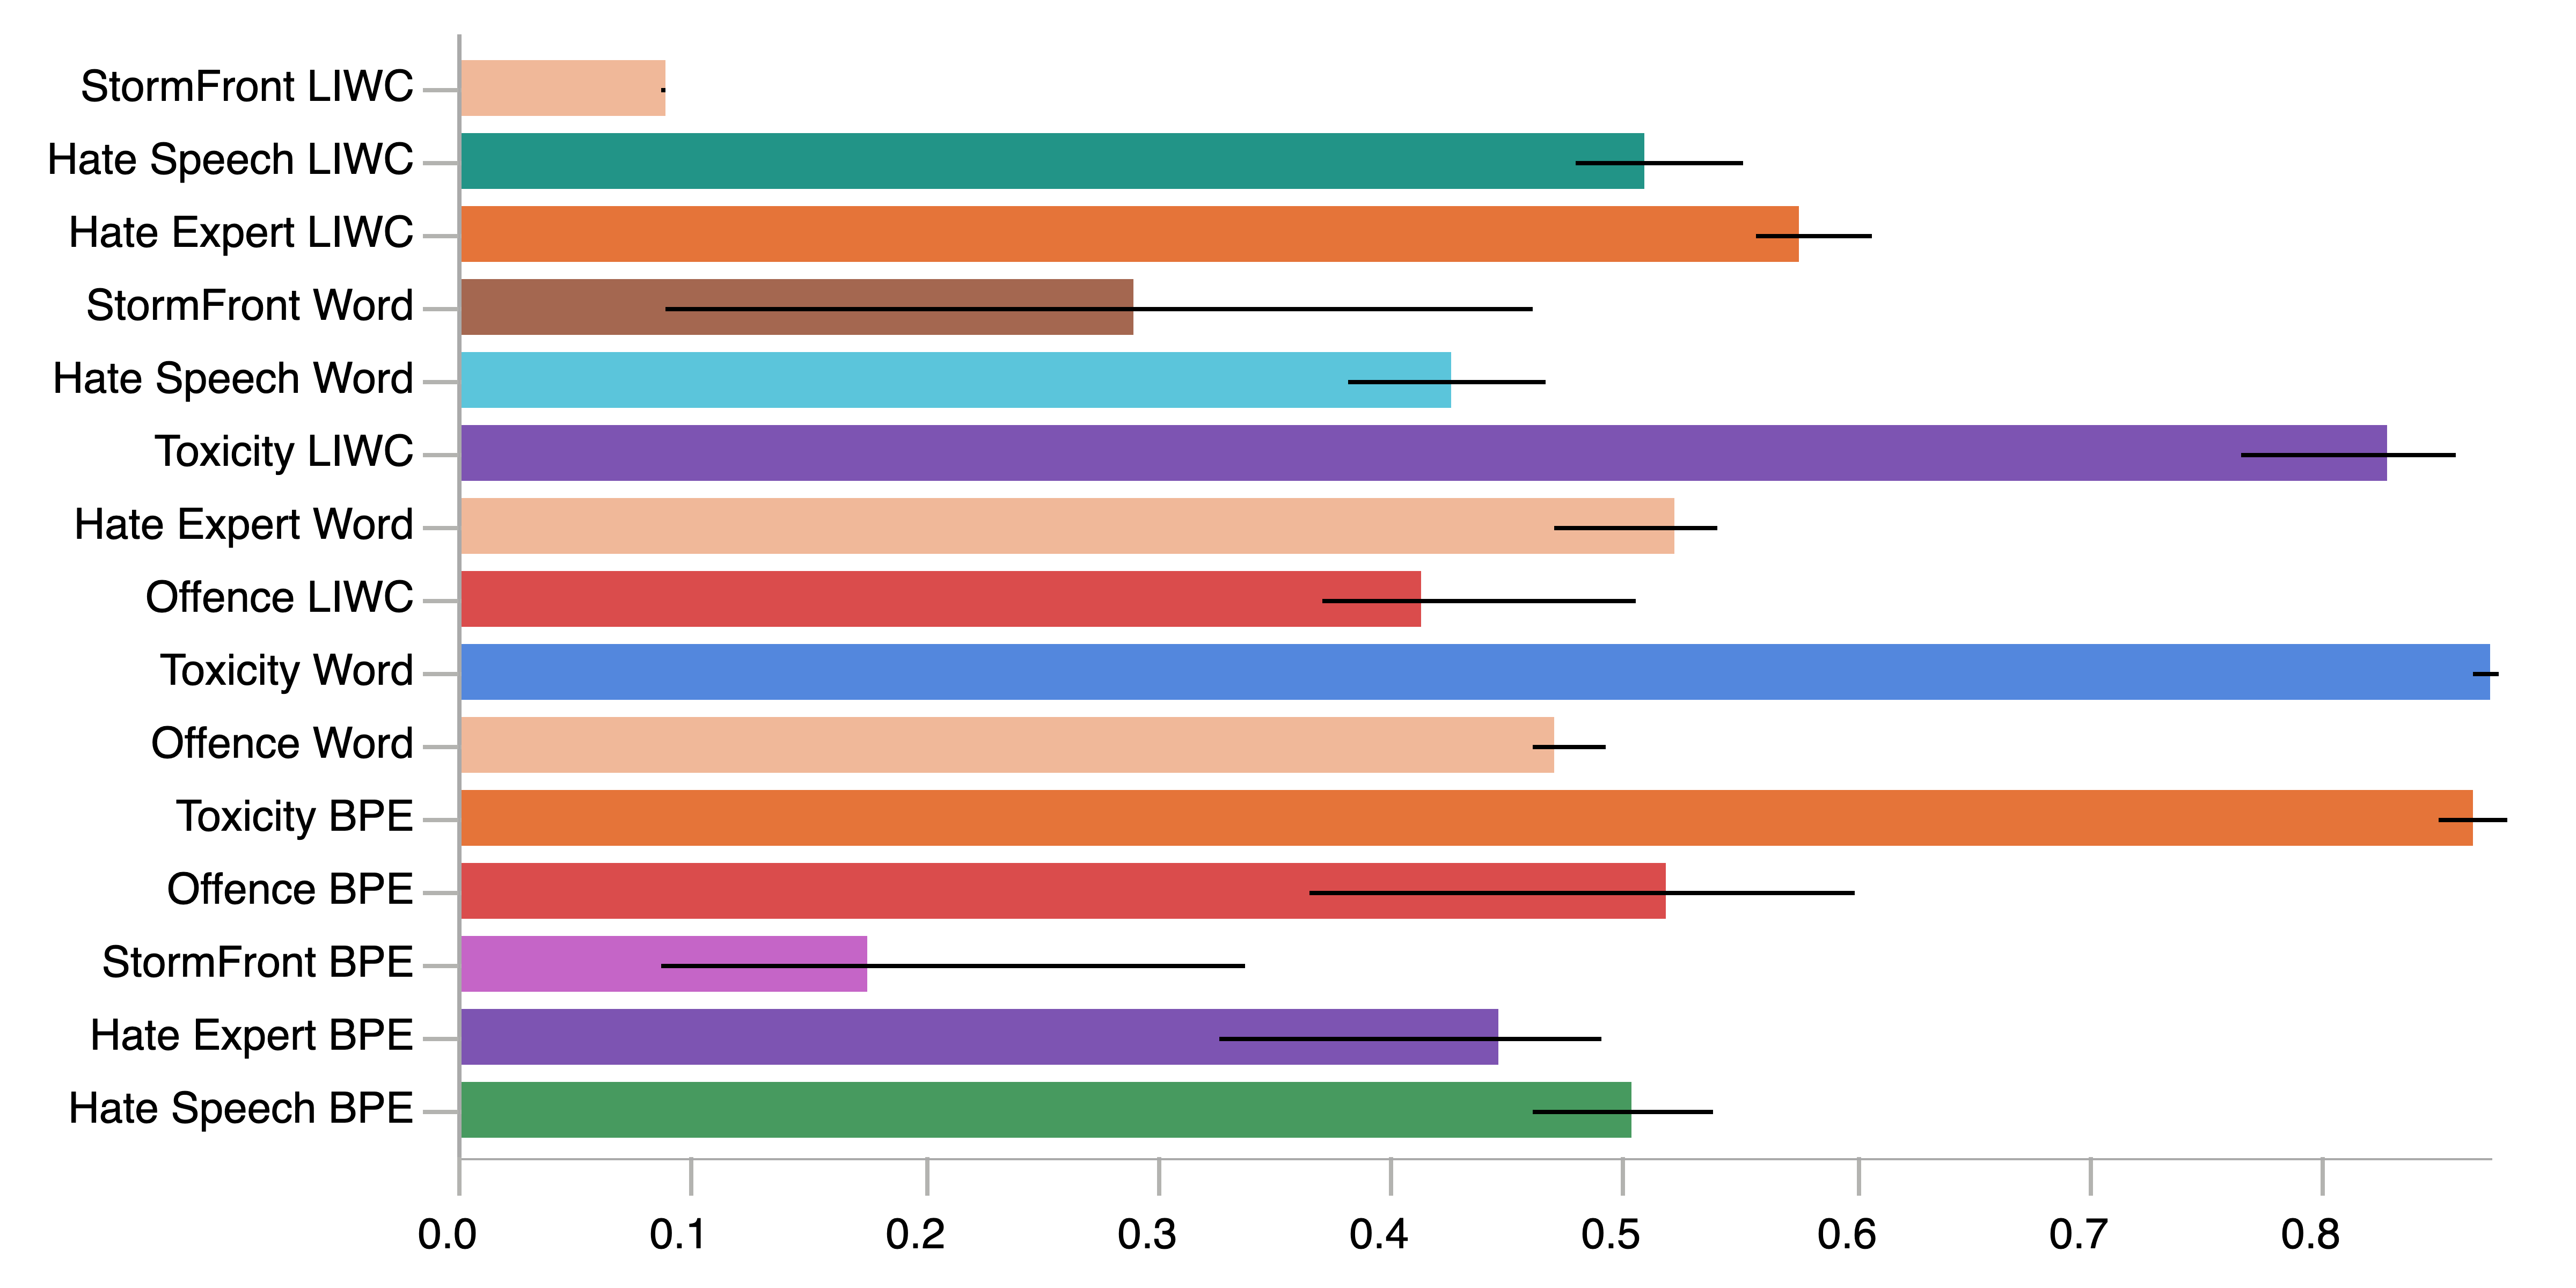 StormFront LIWC
Hate Speech LIWC
Hate Expert LIWC
StormFront Word
Hate Speech Word
Toxicity LIWC
Hate Expert Word
Offence LIWC
Toxicity Word
Offence Word
Toxicity BPE
Offence BPE
StormFront BPE
Hate Expert BPE
Hate Speech BPE
0.0 0.1 0.2 0.3 0.4 0.5 0.6 0.7 0.8